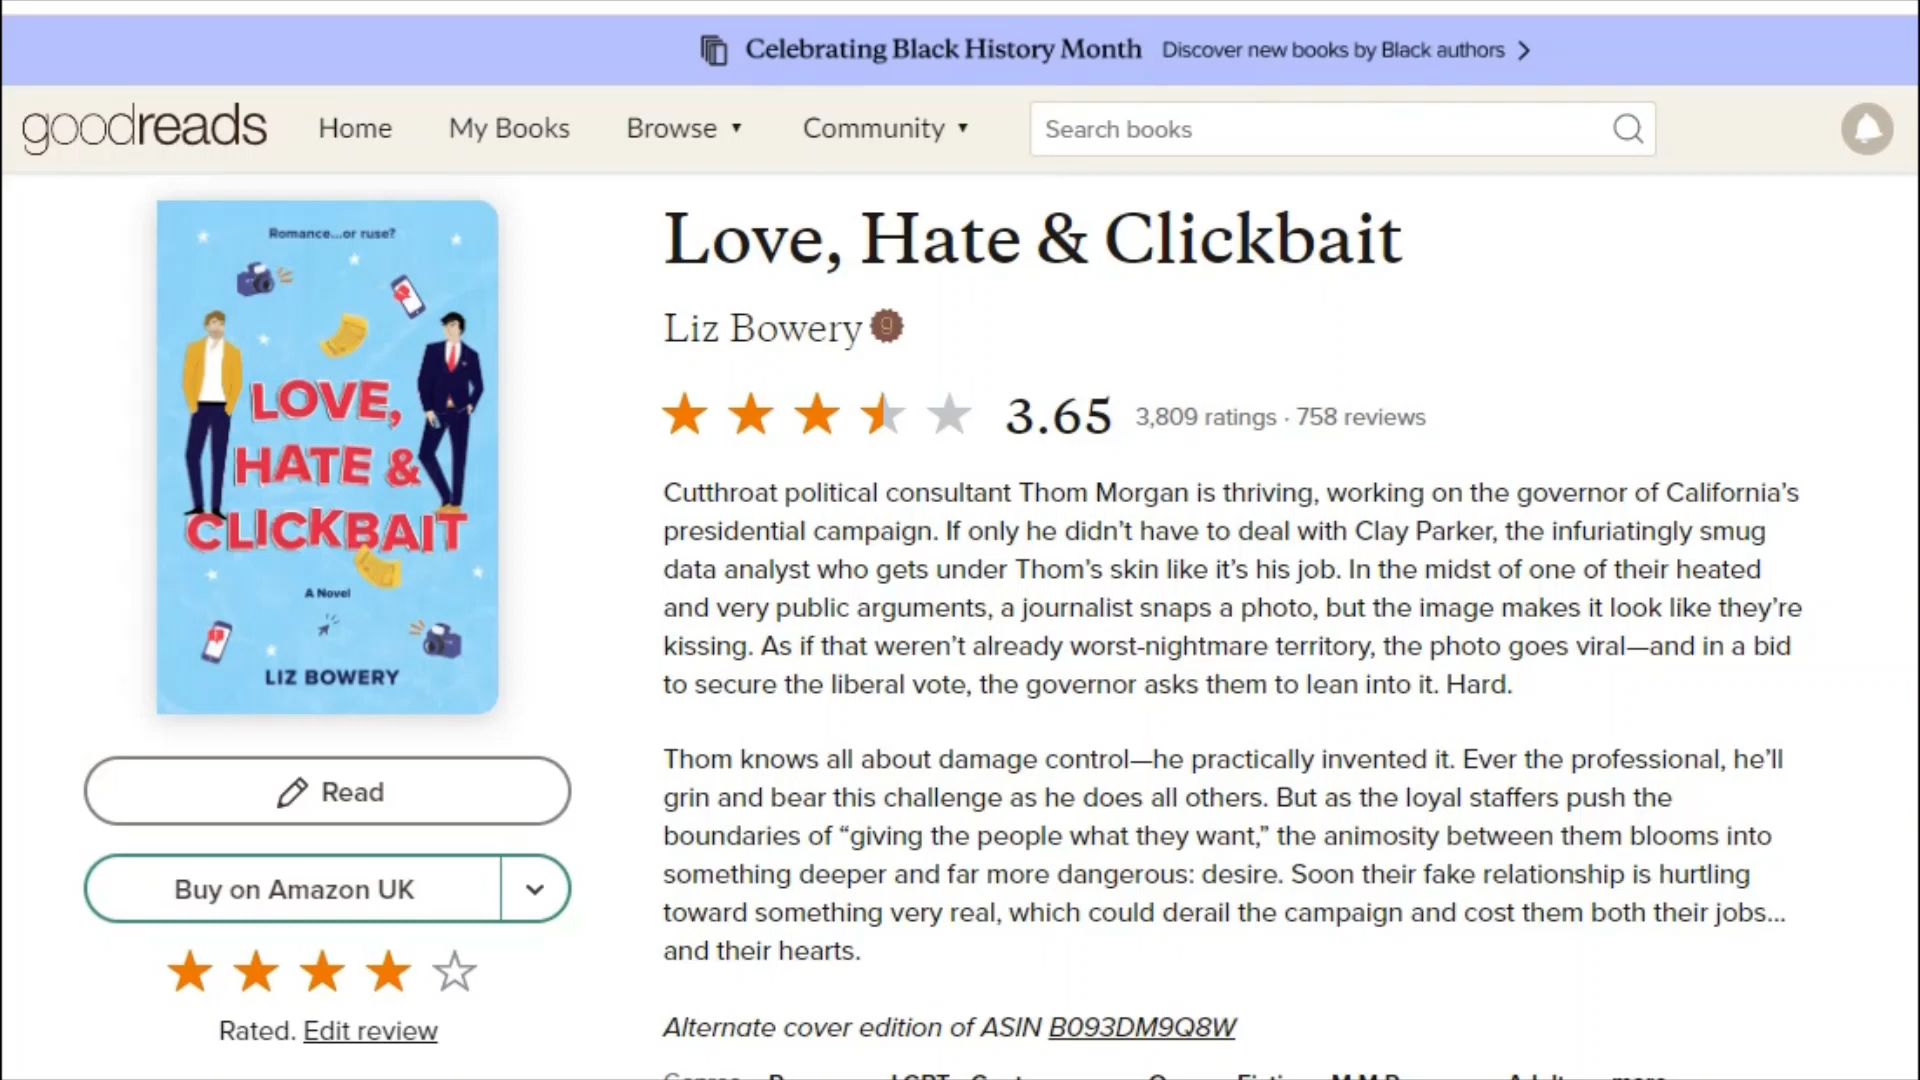 Celebrating Black History Month Discover new books by Black authors
goodreads Home My Books Browse Community Search books
Romance...or ruse?
LOVE,
HATE &
CLICKBAIT
A Novel
LIZ BOWERY
Read
Buy on Amazon UK
Rated. Edit review
Love, Hate & Clickbait
Liz Bowery
3.65 3,809 ratings · 758 reviews
Cutthroat political consultant Thom Morgan is thriving, working on the governor of California’s
presidential campaign. If only he didn’t have to deal with Clay Parker, the infuriatingly smug
data analyst who gets under Thom’s skin like it’s his job. In the midst of one of their heated
and very public arguments, a journalist snaps a photo, but the image makes it look like they’re
kissing. As if that weren’t already worst-nightmare territory, the photo goes viral—and in a bid
to secure the liberal vote, the governor asks them to lean into it. Hard.
Thom knows all about damage control—he practically invented it. Ever the professional, he’ll
grin and bear this challenge as he does all others. But as the loyal staffers push the
boundaries of “giving the people what they want,” the animosity between them blooms into
something deeper and far more dangerous: desire. Soon their fake relationship is hurtling
toward something very real, which could derail the campaign and cost them both their jobs…
and their hearts.
Alternate cover edition of ASIN B093DM9Q8W